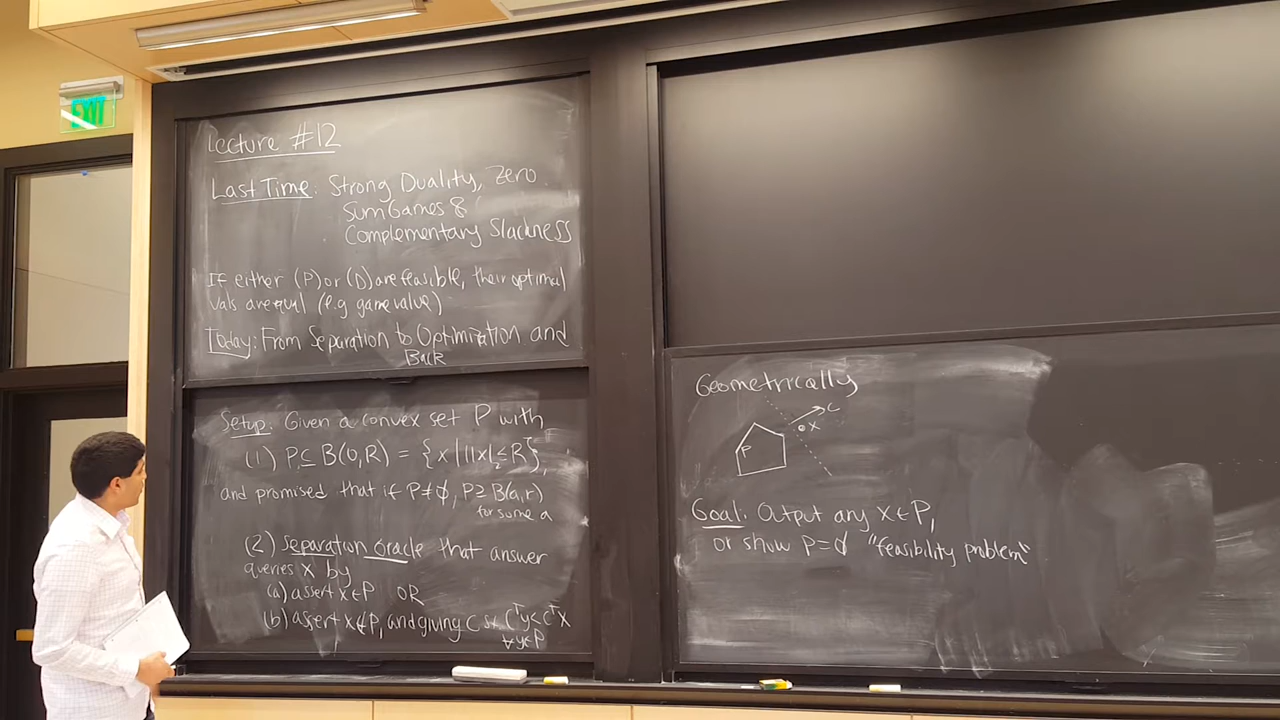 EXIT
Lecture #12
Last Time: Strong Duality, Zero
Sum Games &
Complementary Slackness
If either (P) or (D) are feasible, their optimal
vals are equal (e.g game value)
Today: From Separation to Optimization and
Back
Setup: Given a convex set P with
(1) P ⊆ B(0,R) = {x | ||x||₂ ≤ R},
and promised that if P ≠ ∅, P ⊇ B(a,r)
for some a
(2) separation oracle that answer
queries x by
(a) assert x ∈ P OR
(b) assert x ∉ P, and giving c s.t. cᵀy < cᵀx
∀y∈P
Geometrically
c
x
P
Goal: Output any x ∈ P,
or show P = ∅ "feasibility problem"